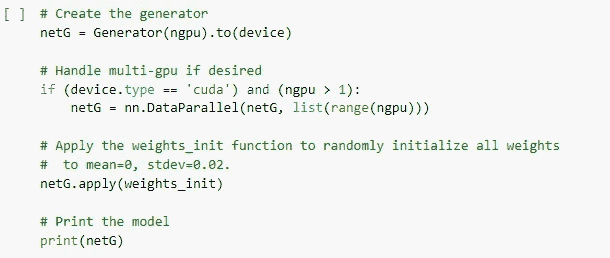 [ ] # Create the generator
netG = Generator(ngpu).to(device)
# Handle multi-gpu if desired
if (device.type == 'cuda') and (ngpu > 1):
    netG = nn.DataParallel(netG, list(range(ngpu)))
# Apply the weights_init function to randomly initialize all weights
#  to mean=0, stdev=0.02.
netG.apply(weights_init)
# Print the model
print(netG)